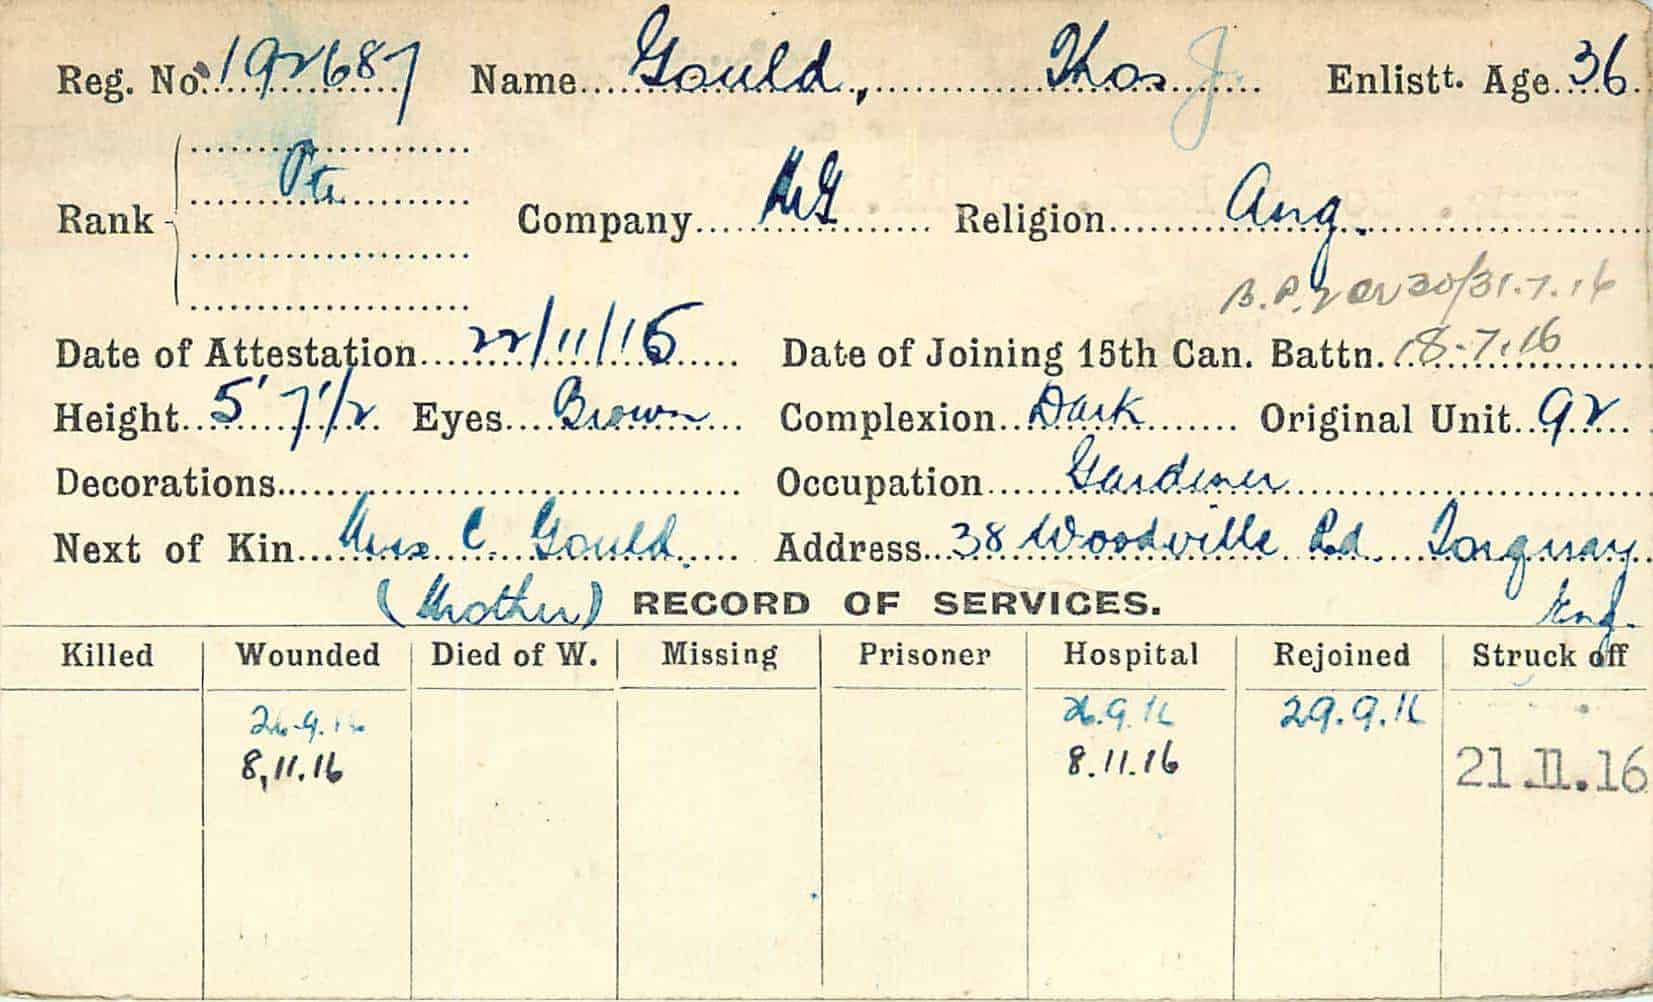 Reg. No. 192687 Name Gould, Thos J. Enlistt. Age 36
Pte
Rank Company Religion Ang.
30/31.7.16
Date of Attestation 22/11/15 Date of Joining 15th Can. Battn. 18-7.16
Height 5' 7 1/2 Eyes Brown Complexion Dark Original Unit 92
Decorations Occupation Gardener
Next of Kin Mrs C. Gould. Address 38 Woodville Rd Torquay
(Mother) RECORD OF SERVICES. Eng.
Killed Wounded Died of W. Missing Prisoner Hospital Rejoined Struck off
26.9.16 26.9.16 29.9.16
8,11.16 8.11.16 21.11.16